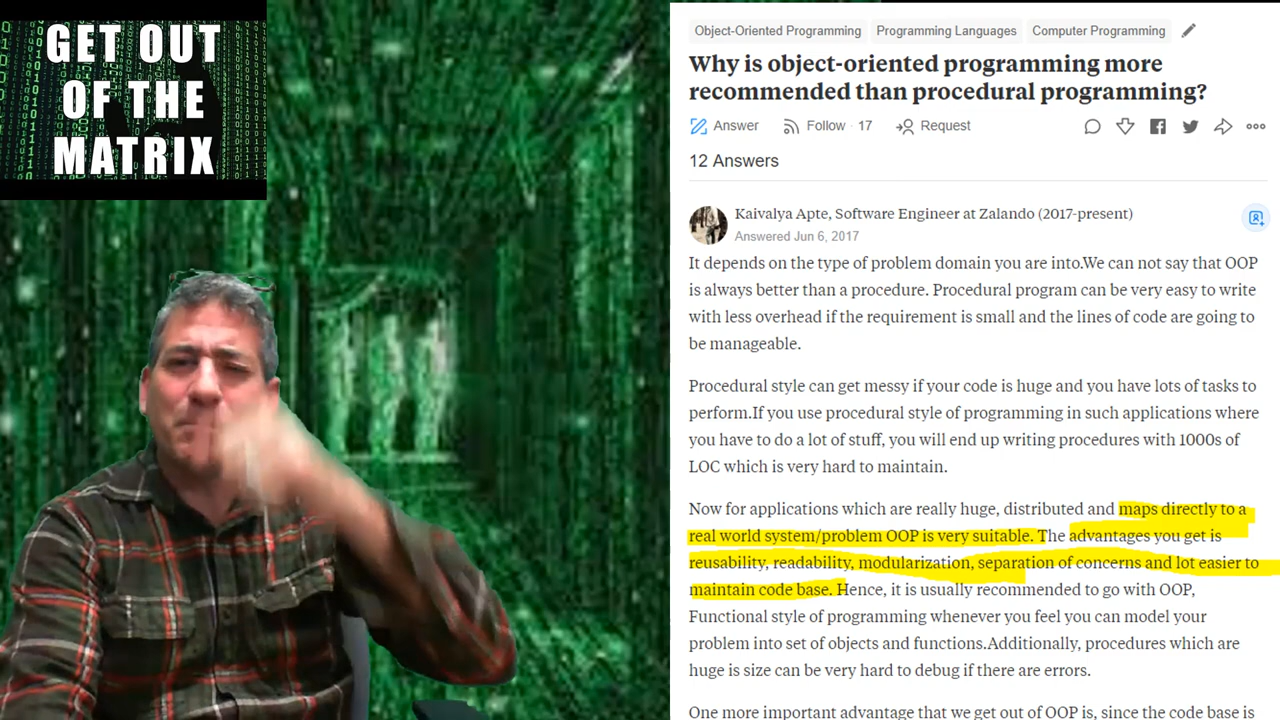 GET OUT
OF THE
MATRIX
Object-Oriented Programming Programming Languages Computer Programming
Why is object-oriented programming more
recommended than procedural programming?
Answer Follow · 17 Request
12 Answers
Kaivalya Apte, Software Engineer at Zalando (2017-present)
Answered Jun 6, 2017
It depends on the type of problem domain you are into.We can not say that OOP
is always better than a procedure. Procedural program can be very easy to write
with less overhead if the requirement is small and the lines of code are going to
be manageable.
Procedural style can get messy if your code is huge and you have lots of tasks to
perform.If you use procedural style of programming in such applications where
you have to do a lot of stuff, you will end up writing procedures with 1000s of
LOC which is very hard to maintain.
Now for applications which are really huge, distributed and maps directly to a
real world system/problem OOP is very suitable. The advantages you get is
reusability, readability, modularization, separation of concerns and lot easier to
maintain code base. Hence, it is usually recommended to go with OOP,
Functional style of programming whenever you feel you can model your
problem into set of objects and functions.Additionally, procedures which are
huge is size can be very hard to debug if there are errors.
One more important advantage that we get out of OOP is, since the code base is